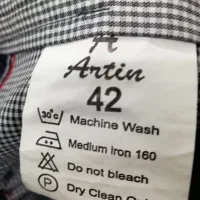 A
Artin
42
30°c Machine Wash
Medium iron 160
Do not bleach
P Dry Clean